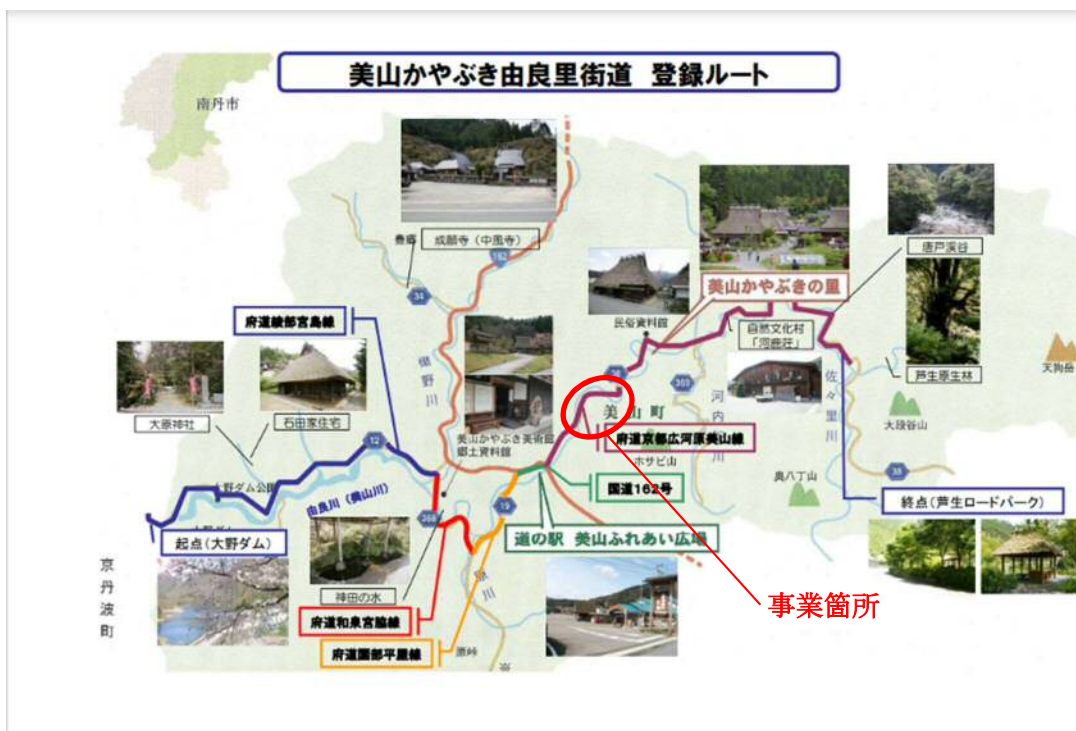 美山かやぶき由良里街道 登録ルート
南丹市
豊郷
成願寺（中風寺）
162
34
唐戸渓谷
美山かやぶきの里
民俗資料館
自然文化村
「河鹿荘」
府道綾部宮島線
棚野川
38
369
芦生原生林
天狗岳
佐々里川
大段谷山
大原神社
石田家住宅
美山町
河内川
府道京都広河原美山線
美山かやぶき美術館
郷土資料館
ホサビ山
12
大野ダム公園
大野ダム
由良川（美山川）
国道162号
奥八丁山
38
終点（芦生ロードパーク）
起点（大野ダム）
368
19
道の駅 美山ふれあい広場
京丹波町
神田の水
事業箇所
府道和泉宮脇線
府道園部平屋線
原峠